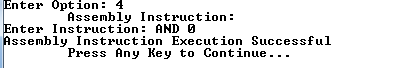 Enter Option: 4
Assembly Instruction:
Enter Instruction: AND 0
Assembly Instruction Execution Successful
Press Any Key to Continue...